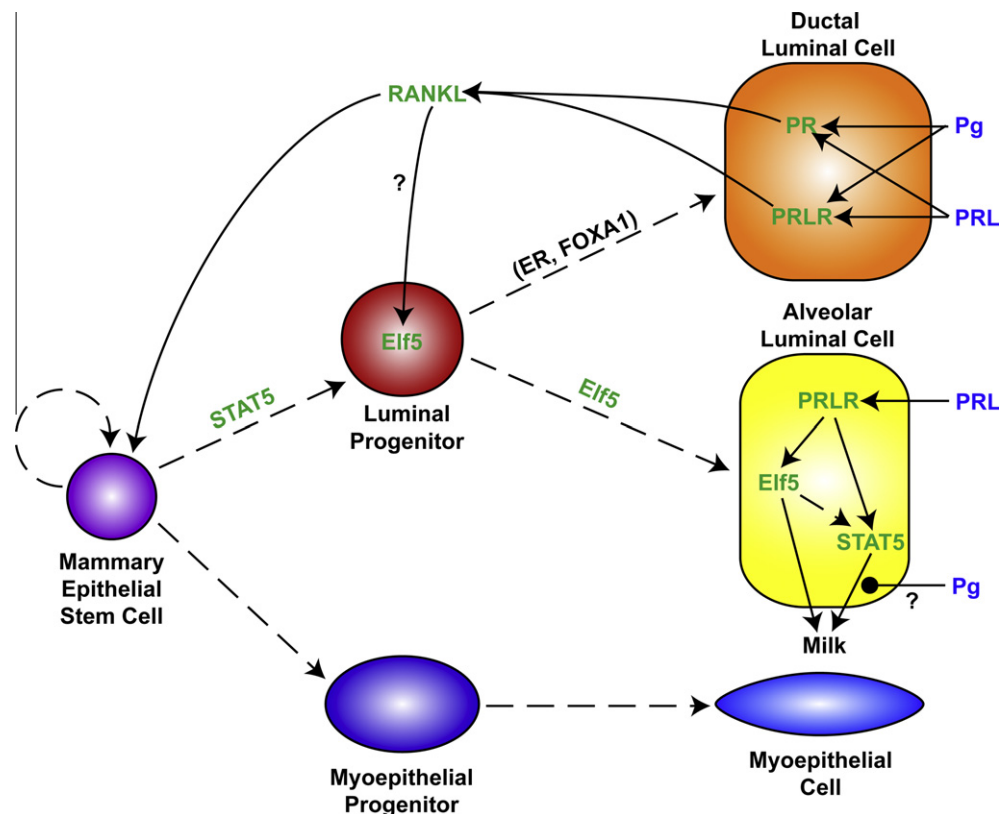 Ductal
Luminal Cell
RANKL
PR
Pg
?
PRLR
PRL
(ER, FOXA1)
Elf5
STAT5
Luminal
Progenitor
Elf5
Alveolar
Luminal Cell
PRLR
PRL
Elf5
STAT5
Pg
?
Milk
Mammary
Epithelial
Stem Cell
Myoepithelial
Progenitor
Myoepithelial
Cell